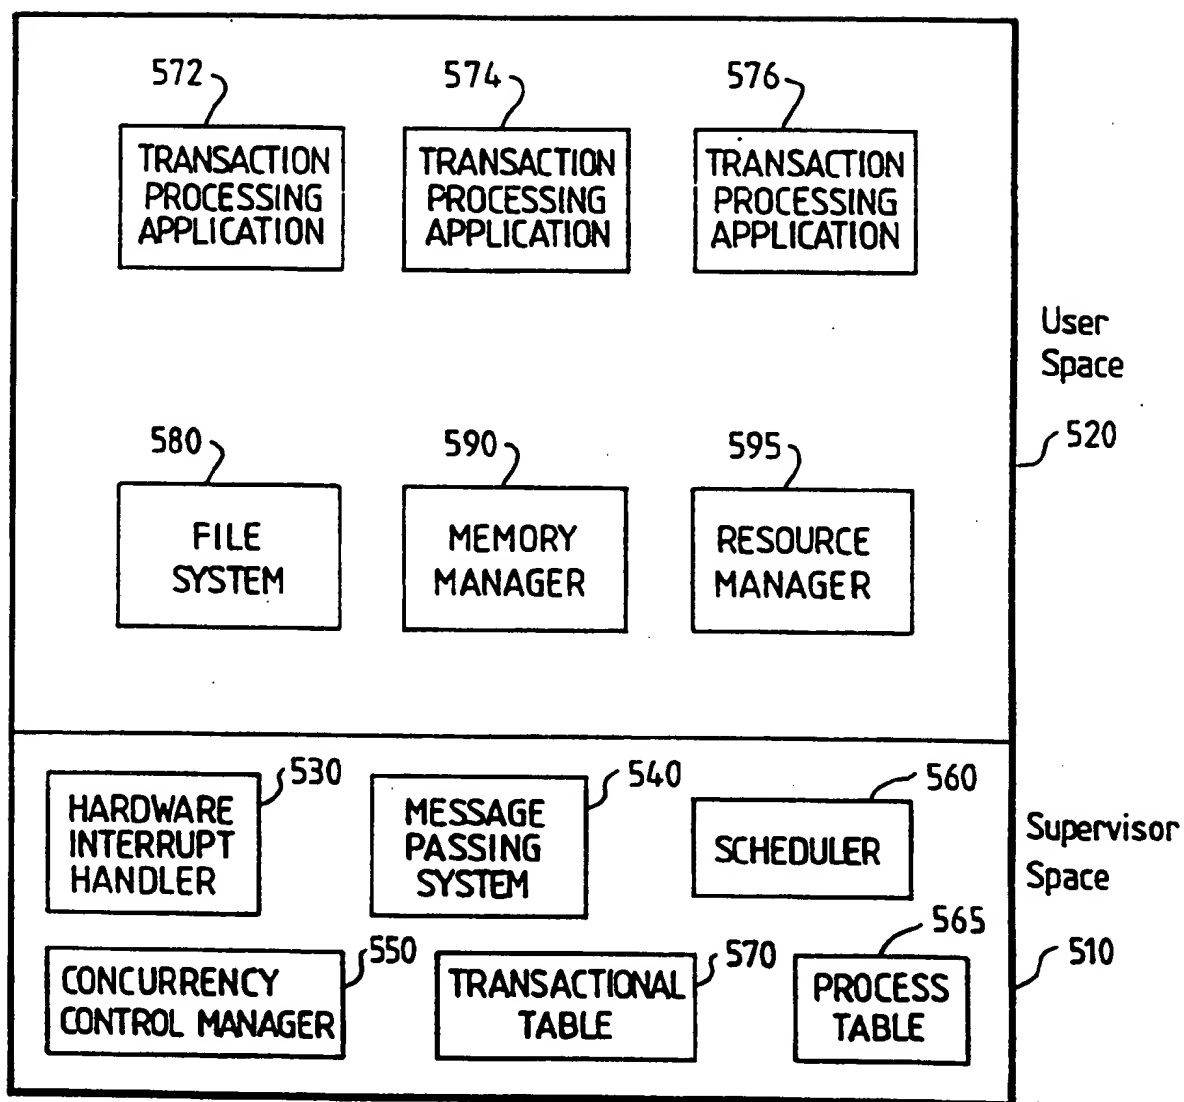 572
574
576
TRANSACTION
PROCESSING
APPLICATION
TRANSACTION
PROCESSING
APPLICATION
TRANSACTION
PROCESSING
APPLICATION
User
Space
520
580
590
595
FILE
SYSTEM
MEMORY
MANAGER
RESOURCE
MANAGER
530
540
560
HARDWARE
INTERRUPT
HANDLER
MESSAGE
PASSING
SYSTEM
SCHEDULER
Supervisor
Space
510
550
570
565
CONCURRENCY
CONTROL MANAGER
TRANSACTIONAL
TABLE
PROCESS
TABLE